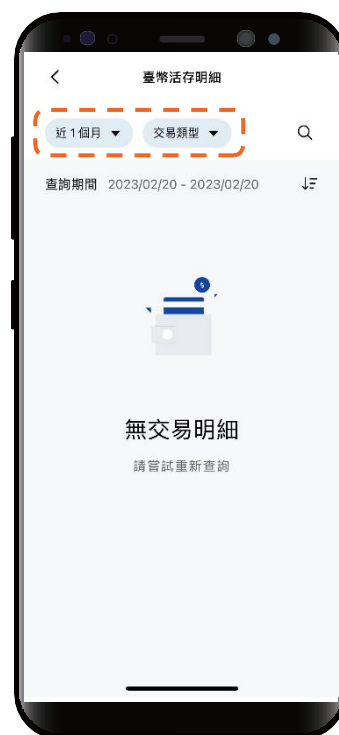 臺幣活存明細
近1個月 ▼ 交易類型 ▼
查詢期間 2023/02/20 - 2023/02/20
$
無交易明細
請嘗試重新查詢